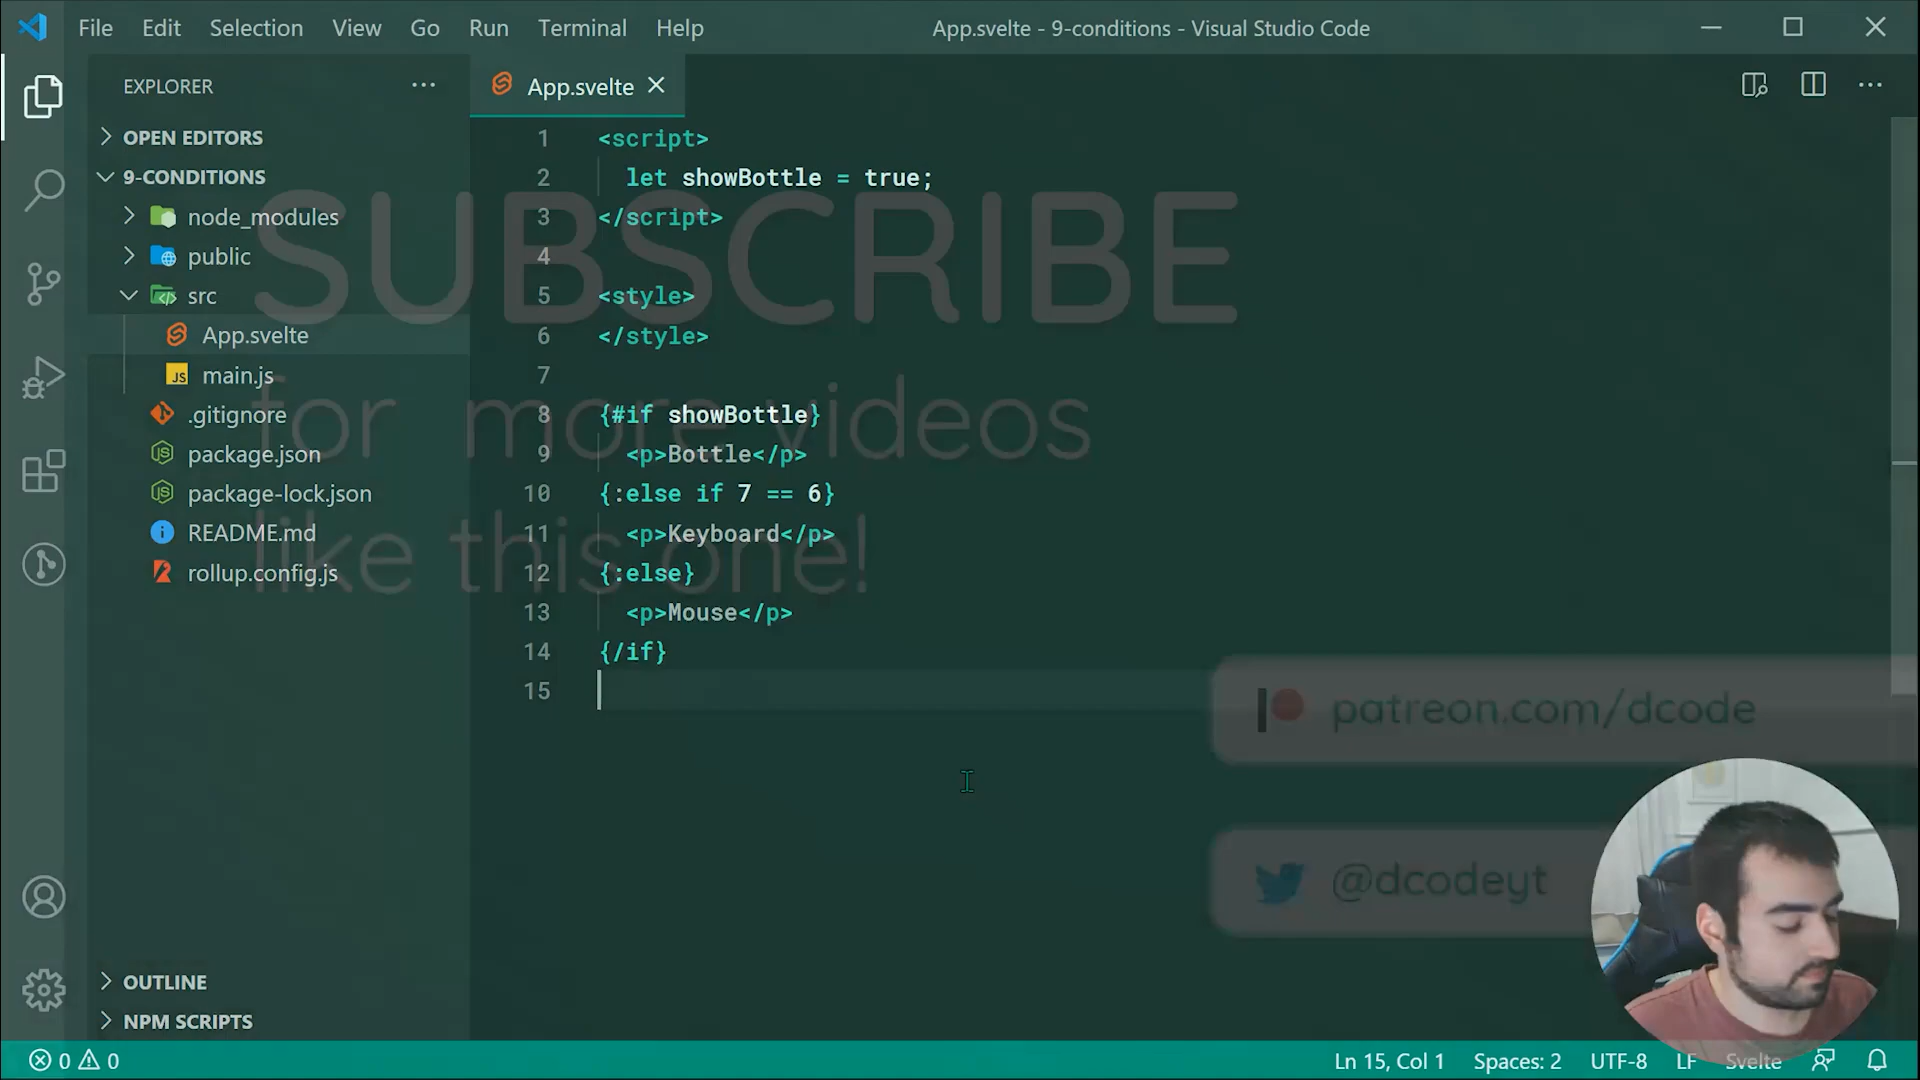 File Edit Selection View Go Run Terminal Help
App.svelte - 9-conditions - Visual Studio Code
EXPLORER
OPEN EDITORS
9-CONDITIONS
node_modules
public
src
App.svelte
main.js
.gitignore
package.json
package-lock.json
README.md
rollup.config.js
OUTLINE
NPM SCRIPTS
App.svelte
1 <script>
2 let showBottle = true;
3 </script>
4
5 <style>
6 </style>
7
8 {#if showBottle}
9 <p>Bottle</p>
10 {:else if 7 == 6}
11 <p>Keyboard</p>
12 {:else}
13 <p>Mouse</p>
14 {/if}
15
SUBSCRIBE
for more videos
like this one!
patreon.com/dcode
@dcodeyt
0 0
Ln 15, Col 1 Spaces: 2 UTF-8 LF Svelte